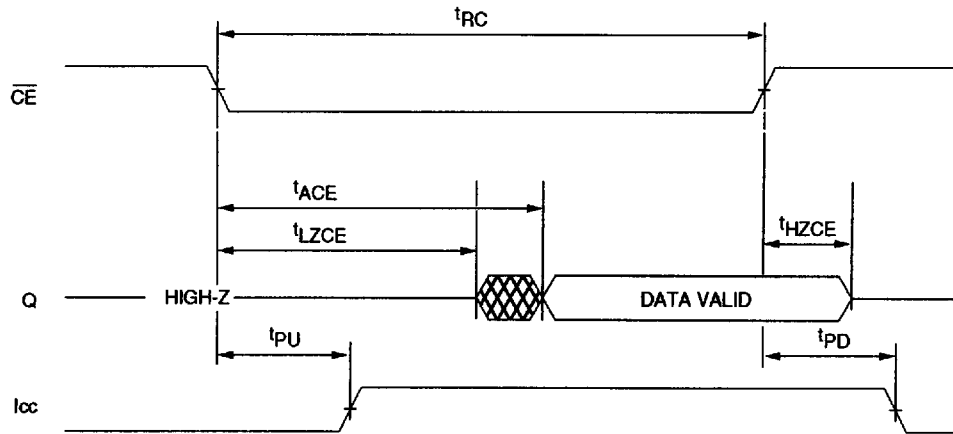 tRC
CE
tACE
tLZCE
tHZCE
Q
HIGH-Z
DATA VALID
tPU
tPD
Icc